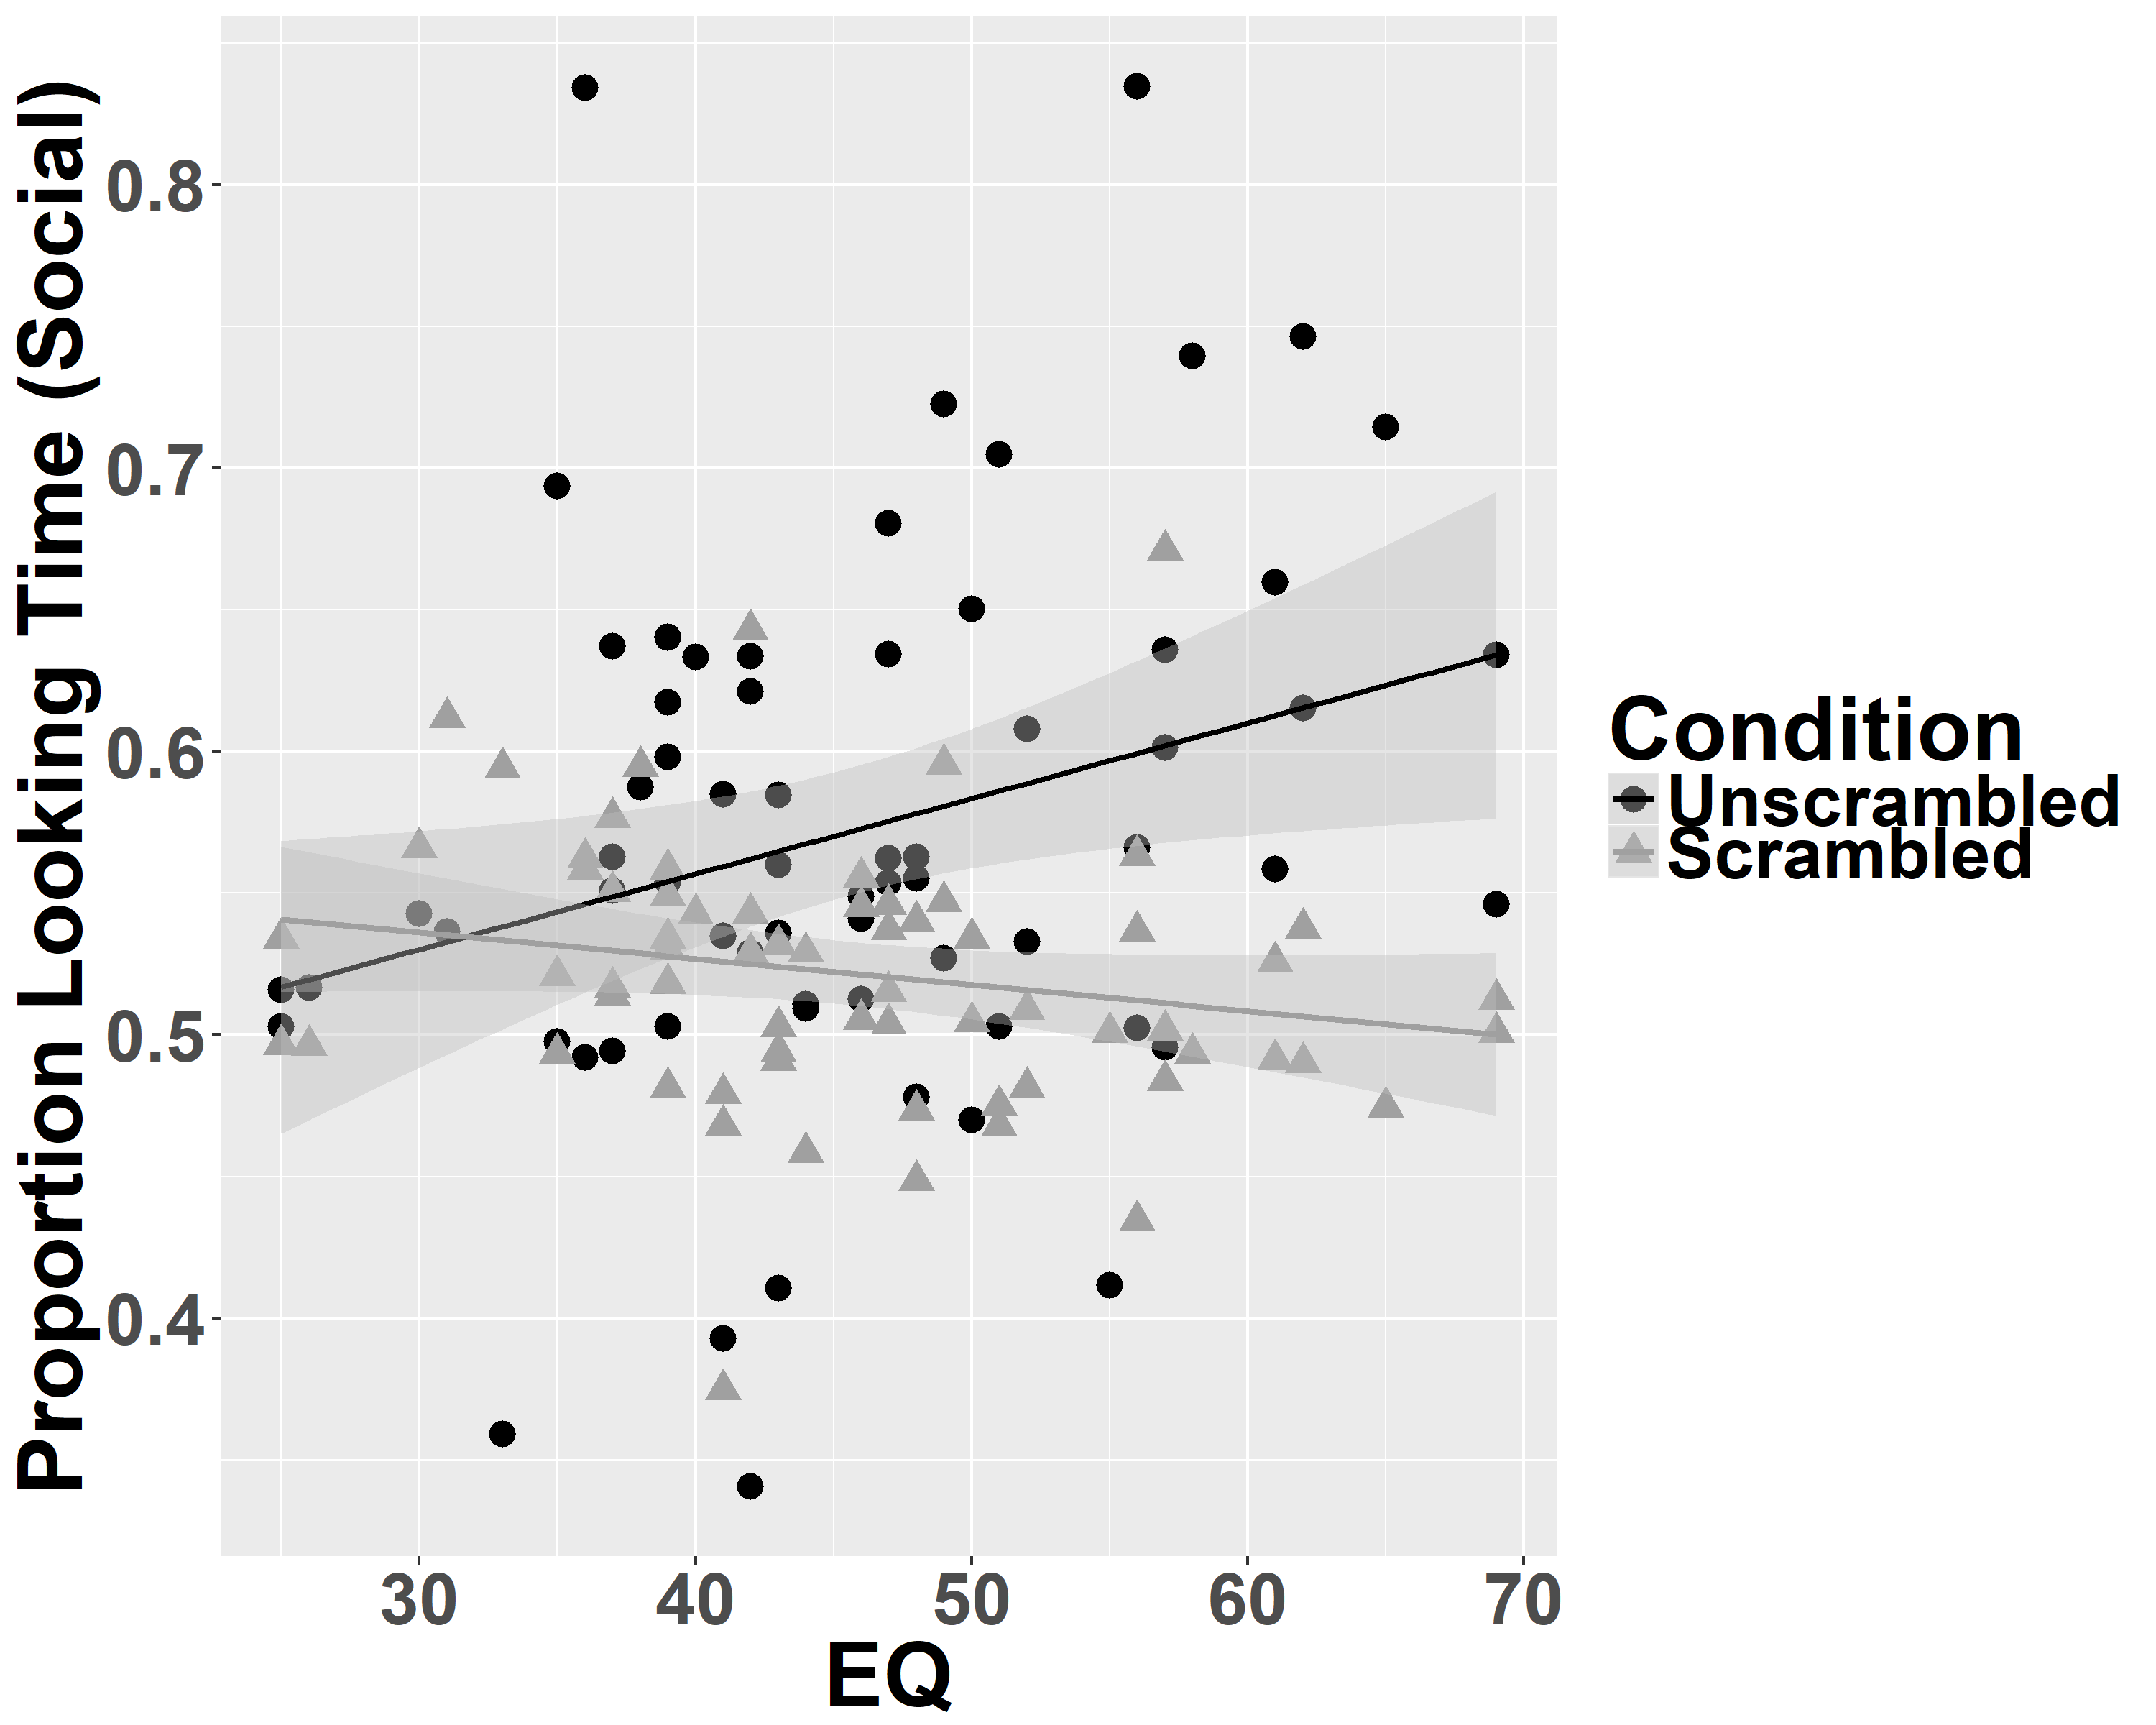 Proportion Looking Time (Social)
0.8
0.7
0.6
0.5
0.4
30 40 50 60 70
EQ
Condition
Unscrambled
Scrambled